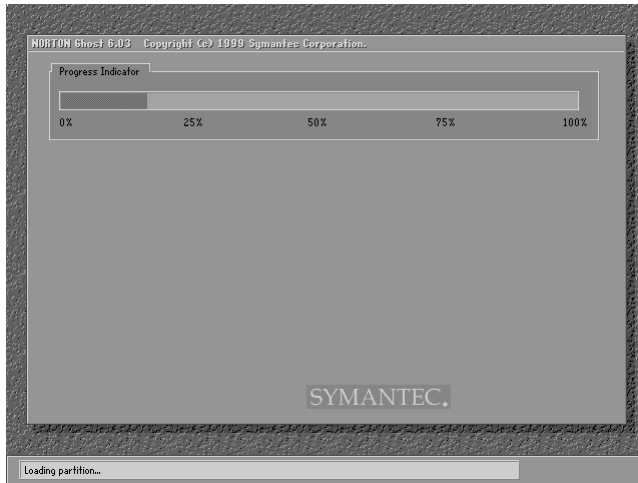 NORTON Ghost 6.03 Copyright (c) 1999 Symantec Corporation.
Progress Indicator
0% 25% 50% 75% 100%
SYMANTEC.
Loading partition...